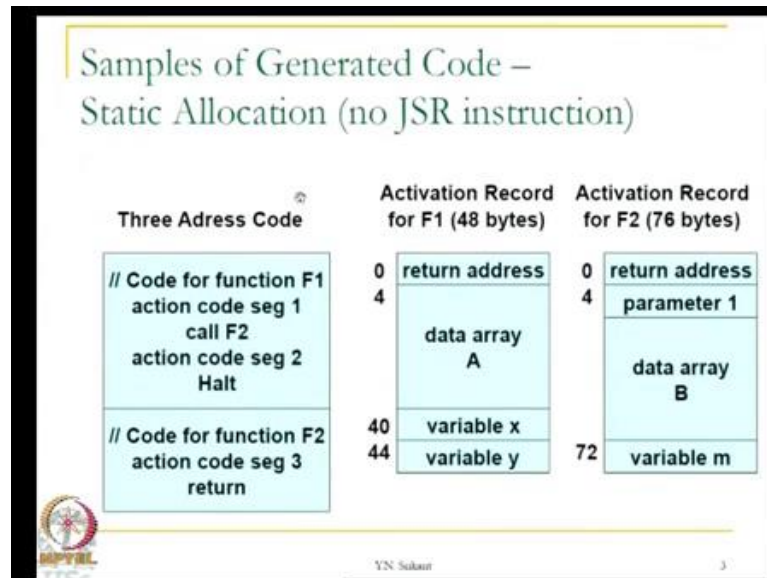 Samples of Generated Code –
Static Allocation (no JSR instruction)
Three Adress Code
// Code for function F1
action code seg 1
call F2
action code seg 2
Halt
// Code for function F2
action code seg 3
return
Activation Record
for F1 (48 bytes)
0 return address
4
data array
A
40 variable x
44 variable y
Activation Record
for F2 (76 bytes)
0 return address
4 parameter 1
data array
B
72 variable m
NPTEL
Y.N. Srikant
3